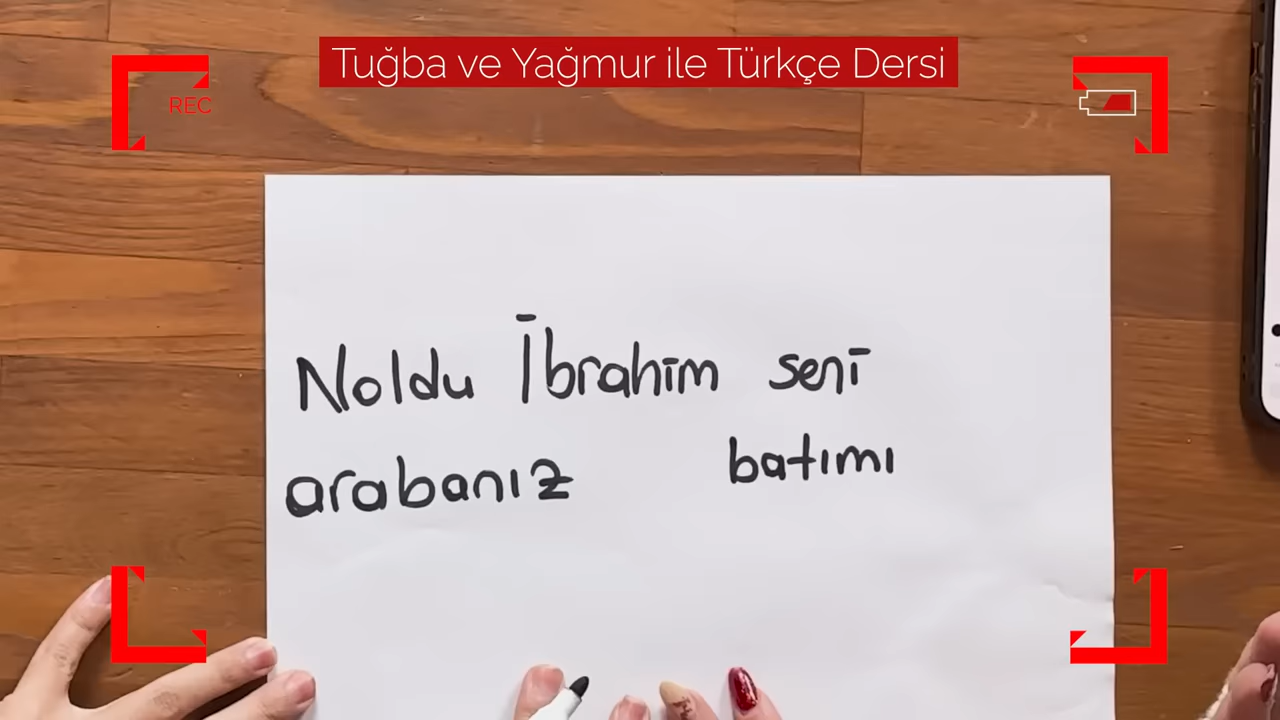 Tuğba ve Yağmur ile Türkçe Dersi
REC
Noldu İbrahim seni
arabanız batımı